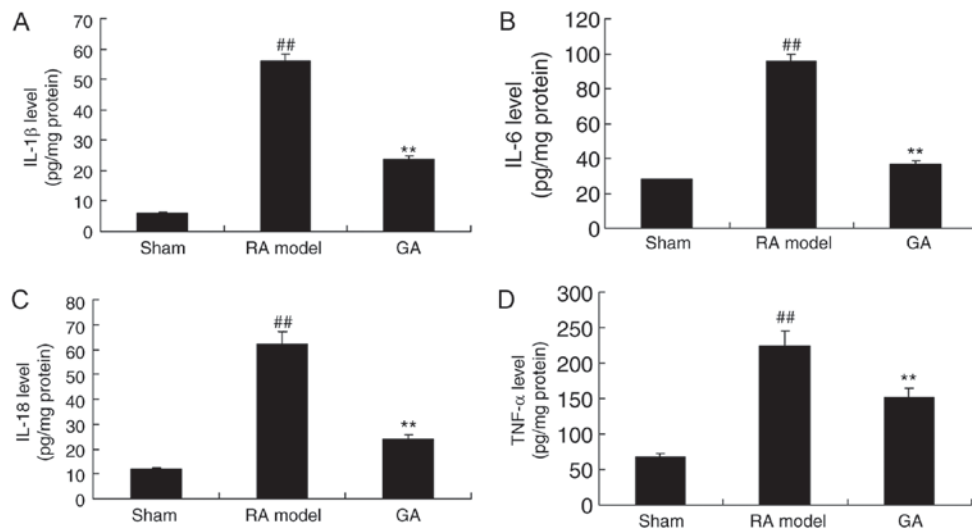 A
IL-1β level
(pg/mg protein)
70
60
50
40
30
20
10
0
##
**
Sham RA model GA
B
IL-6 level
(pg/mg protein)
120
100
80
60
40
20
0
##
**
Sham RA model GA
C
IL-18 level
(pg/mg protein)
80
70
60
50
40
30
20
10
0
##
**
Sham RA model GA
D
TNF-α level
(pg/mg protein)
300
250
200
150
100
50
0
##
**
Sham RA model GA